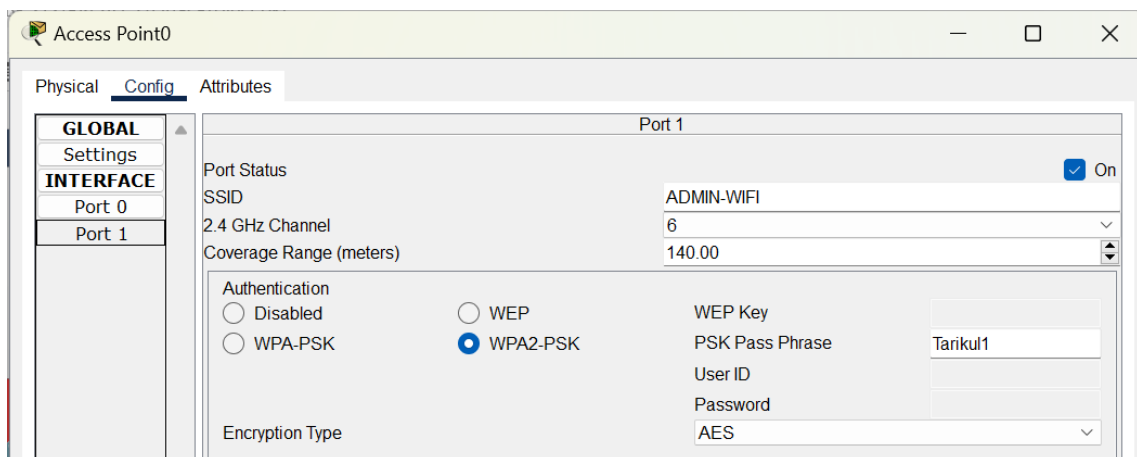 Access Point0
Physical Config Attributes
GLOBAL
Settings
INTERFACE
Port 0
Port 1
Port 1
Port Status On
SSID ADMIN-WIFI
2.4 GHz Channel 6
Coverage Range (meters) 140.00
Authentication
Disabled WEP WEP Key
WPA-PSK WPA2-PSK PSK Pass Phrase Tarikul1
User ID
Password
Encryption Type AES